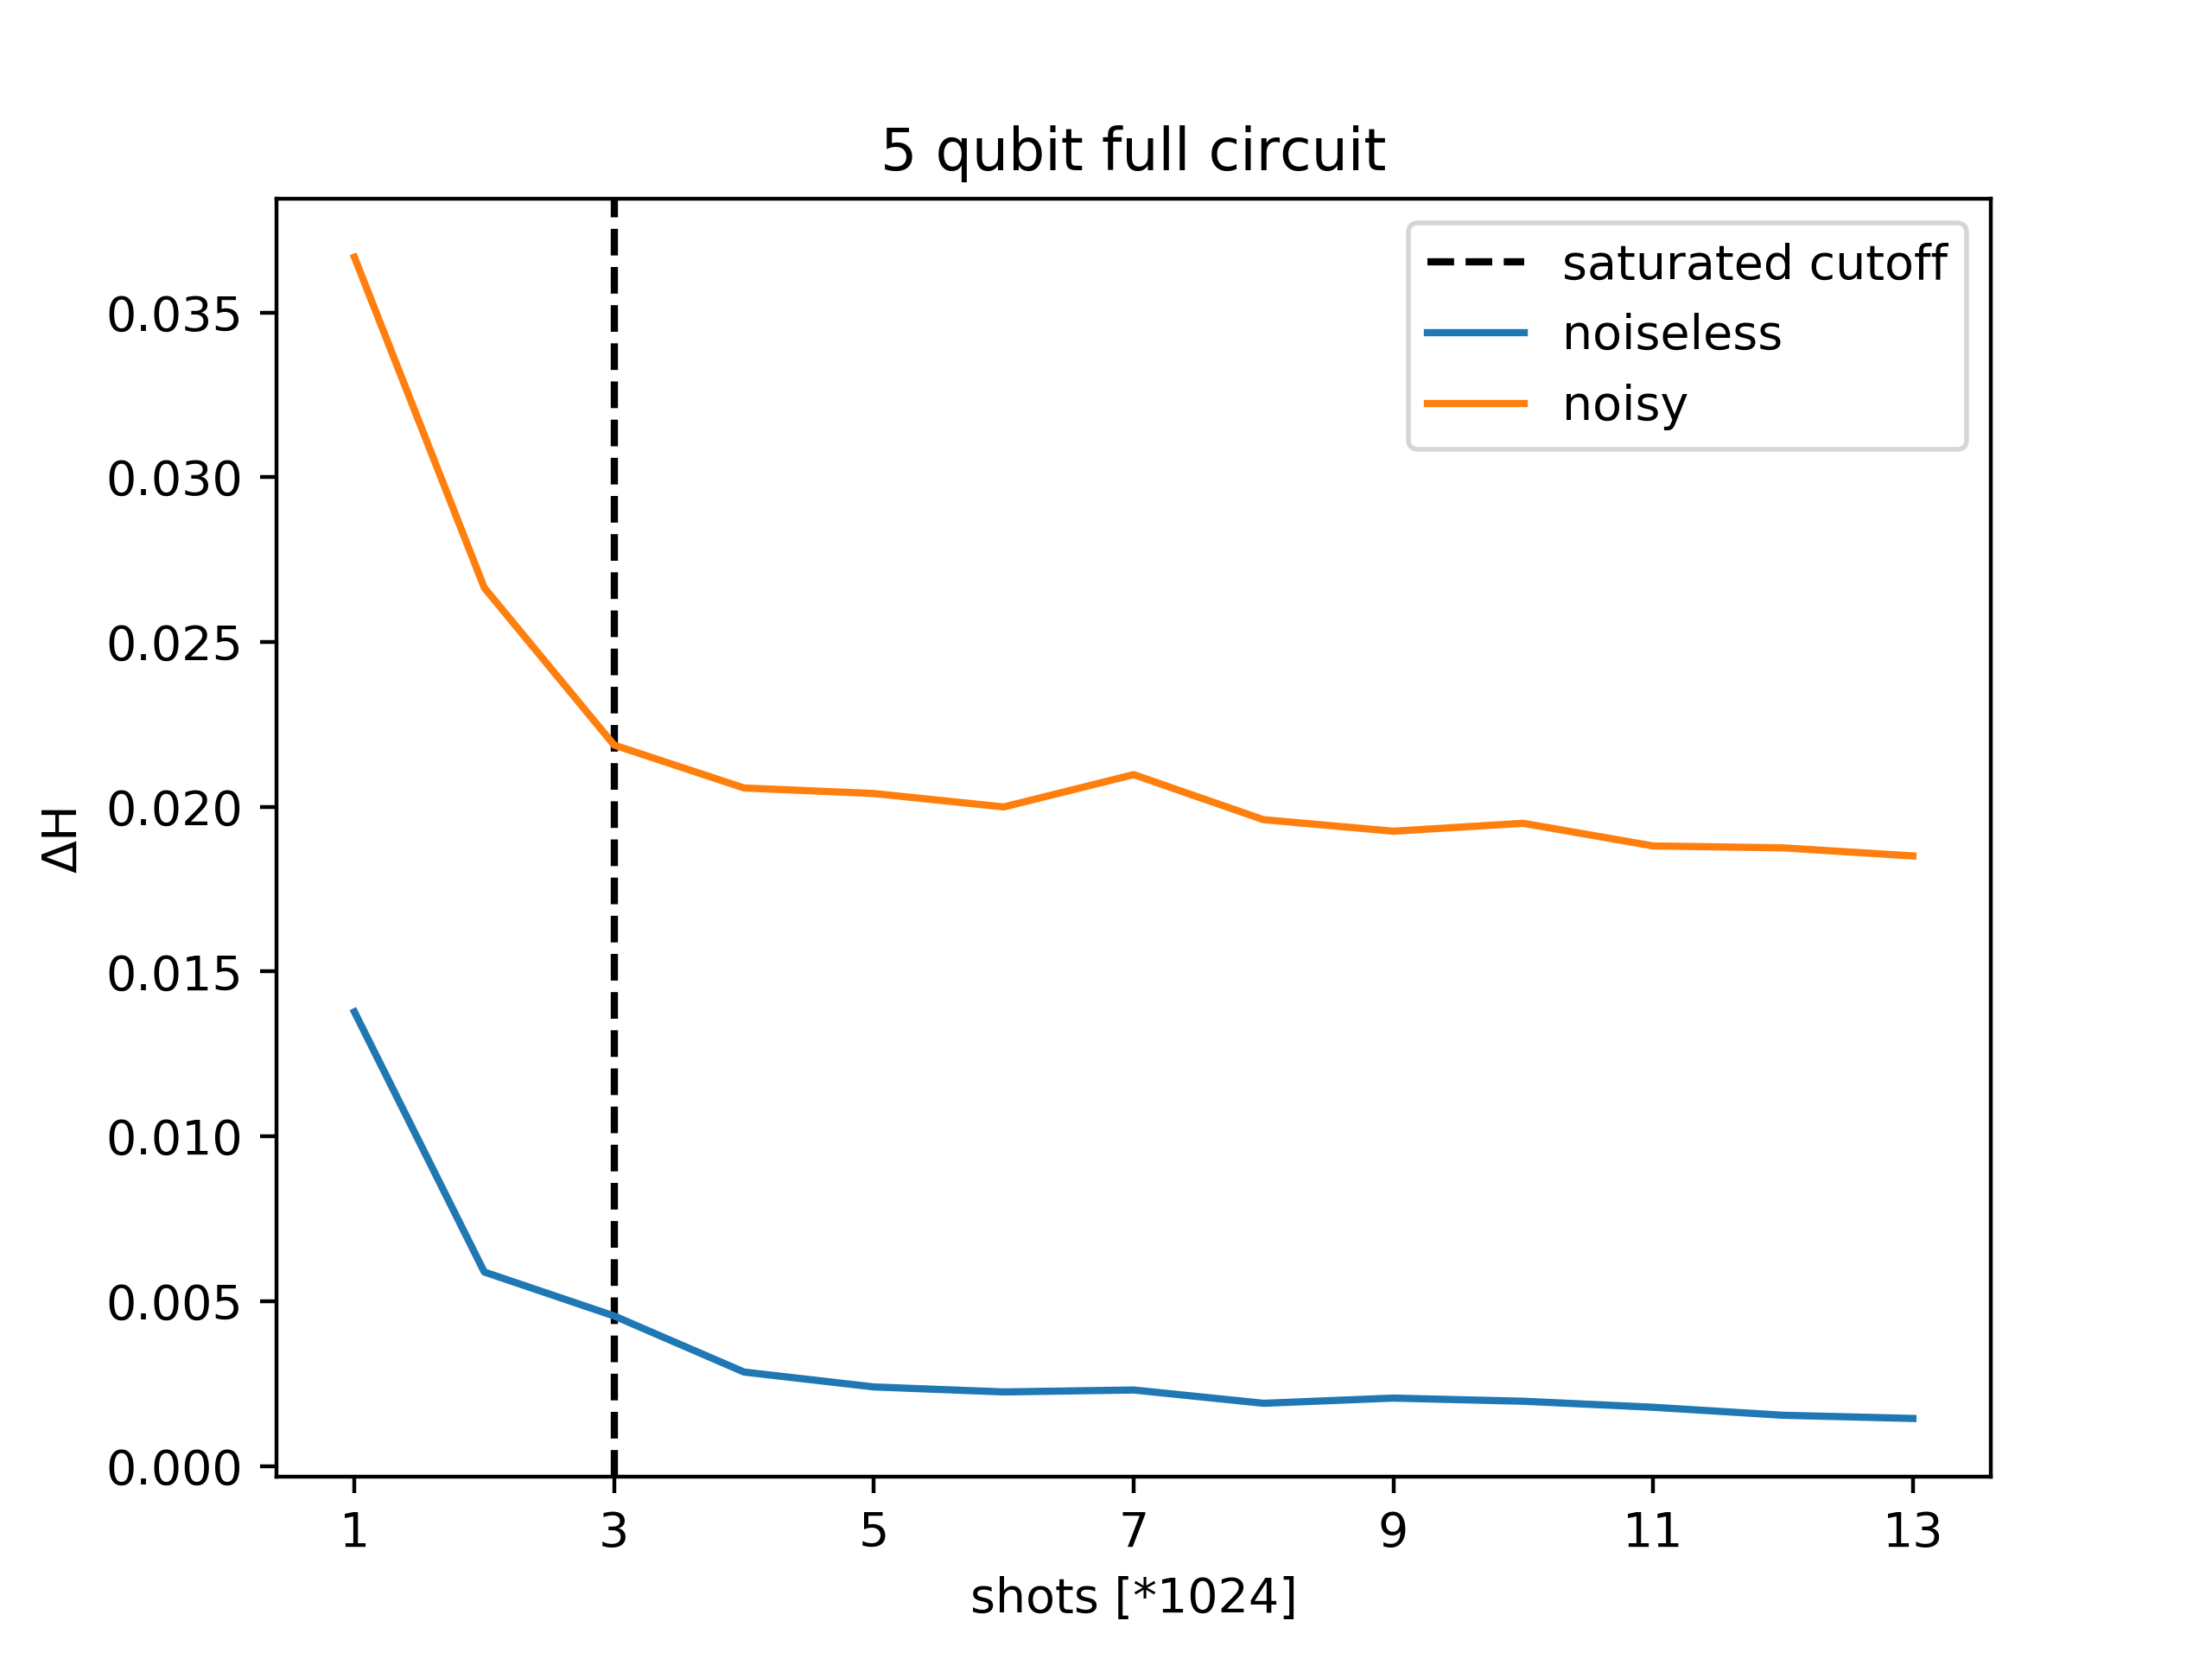 5 qubit full circuit
saturated cutoff
noiseless
noisy
0.035
0.030
0.025
0.020
0.015
0.010
0.005
0.000
ΔH
1 3 5 7 9 11 13
shots [*1024]